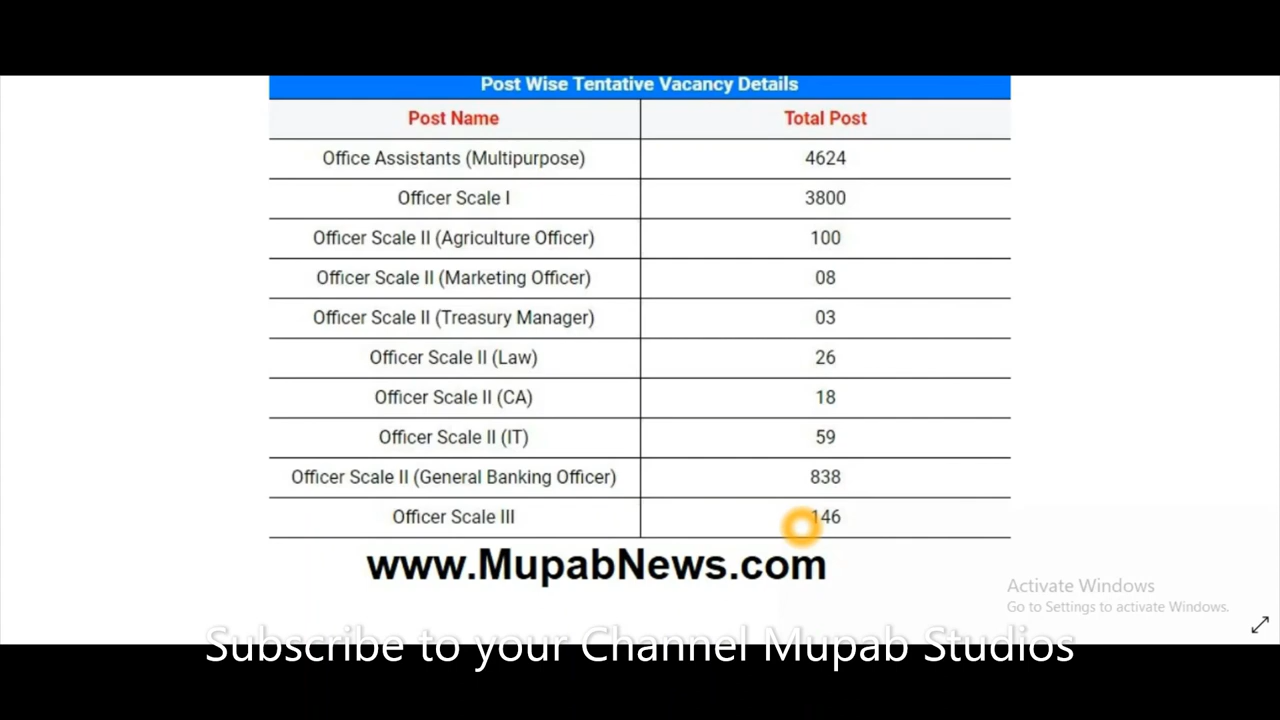 Post Wise Tentative Vacancy Details
Post Name Total Post
Office Assistants (Multipurpose) 4624
Officer Scale I 3800
Officer Scale II (Agriculture Officer) 100
Officer Scale II (Marketing Officer) 08
Officer Scale II (Treasury Manager) 03
Officer Scale II (Law) 26
Officer Scale II (CA) 18
Officer Scale II (IT) 59
Officer Scale II (General Banking Officer) 838
Officer Scale III 146
www.MupabNews.com
Activate Windows
Go to Settings to activate Windows.
Subscribe to your Channel Mupab Studios